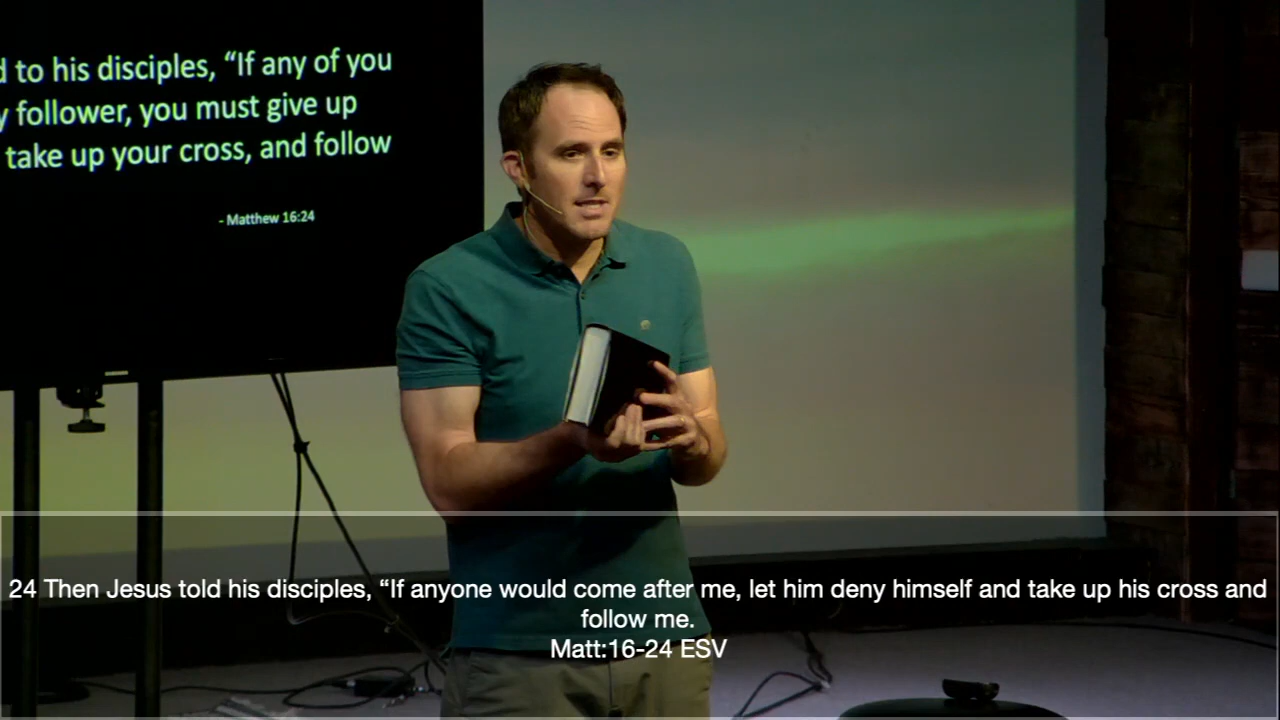 d to his disciples, “If any of you
y follower, you must give up
take up your cross, and follow
- Matthew 16:24
24 Then Jesus told his disciples, “If anyone would come after me, let him deny himself and take up his cross and
follow me.
Matt:16-24 ESV